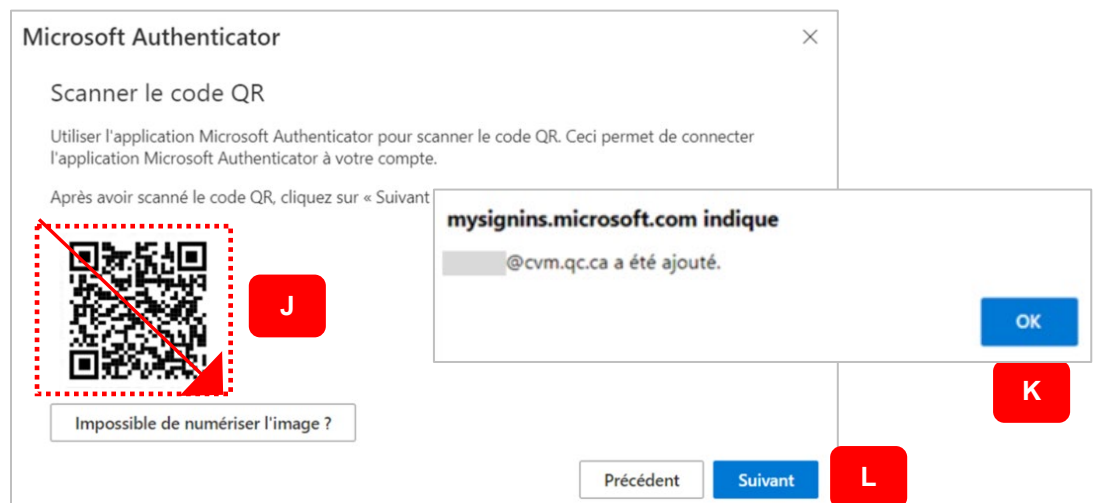 Microsoft Authenticator
Scanner le code QR
Utiliser l'application Microsoft Authenticator pour scanner le code QR. Ceci permet de connecter
l'application Microsoft Authenticator à votre compte.
Après avoir scanné le code QR, cliquez sur « Suivant
mysignins.microsoft.com indique
@cvm.qc.ca a été ajouté.
J
OK
K
Impossible de numériser l'image ?
Précédent
Suivant
L